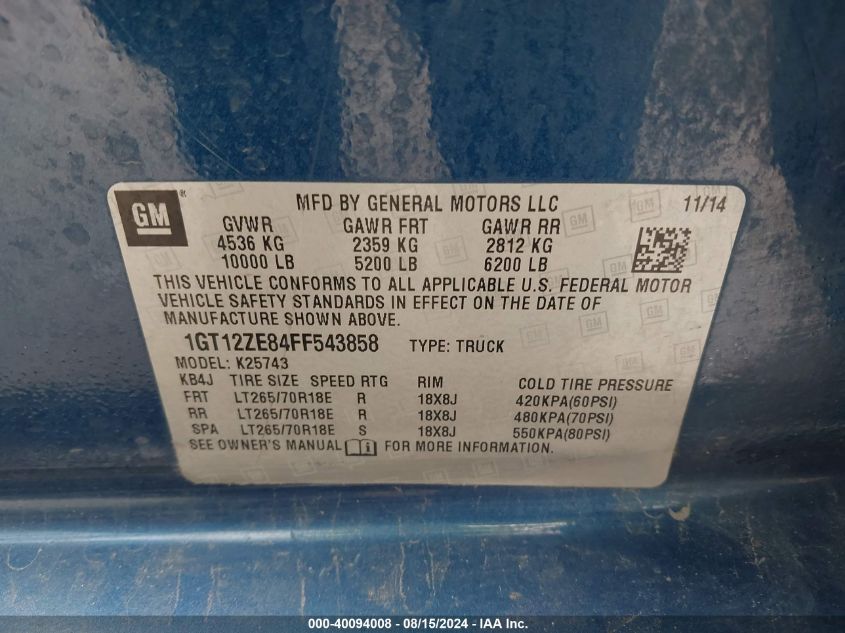 GM ® MFD BY GENERAL MOTORS LLC 11/14
GVWR GAWR FRT GAWR RR
4536 KG 2359 KG 2812 KG
10000 LB 5200 LB 6200 LB
THIS VEHICLE CONFORMS TO ALL APPLICABLE U.S. FEDERAL MOTOR
VEHICLE SAFETY STANDARDS IN EFFECT ON THE DATE OF
MANUFACTURE SHOWN ABOVE.
1GT12ZE84FF543858 TYPE: TRUCK
MODEL: K25743
KB4J TIRE SIZE SPEED RTG RIM COLD TIRE PRESSURE
FRT LT265/70R18E R 18X8J 420KPA(60PSI)
RR LT265/70R18E R 18X8J 480KPA(70PSI)
SPA LT265/70R18E S 18X8J 550KPA(80PSI)
SEE OWNER'S MANUAL i FOR MORE INFORMATION.
000-40094008 - 08/15/2024 - IAA Inc.